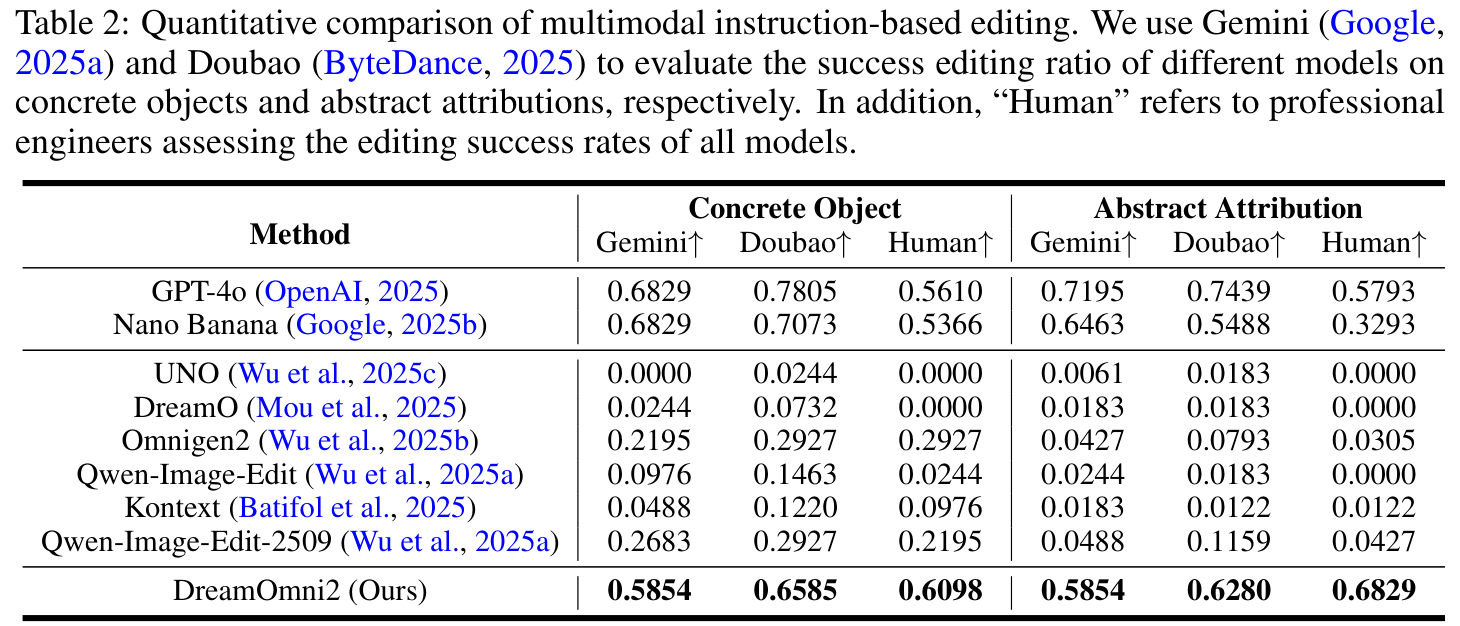 Table 2: Quantitative comparison of multimodal instruction-based editing. We use Gemini (Google,
2025a) and Doubao (ByteDance, 2025) to evaluate the success editing ratio of different models on
concrete objects and abstract attributions, respectively. In addition, “Human” refers to professional
engineers assessing the editing success rates of all models.
Method Concrete Object Abstract Attribution
Gemini↑ Doubao↑ Human↑ Gemini↑ Doubao↑ Human↑
GPT-4o (OpenAI, 2025) 0.6829 0.7805 0.5610 0.7195 0.7439 0.5793
Nano Banana (Google, 2025b) 0.6829 0.7073 0.5366 0.6463 0.5488 0.3293
UNO (Wu et al., 2025c) 0.0000 0.0244 0.0000 0.0061 0.0183 0.0000
DreamO (Mou et al., 2025) 0.0244 0.0732 0.0000 0.0183 0.0183 0.0000
Omnigen2 (Wu et al., 2025b) 0.2195 0.2927 0.2927 0.0427 0.0793 0.0305
Qwen-Image-Edit (Wu et al., 2025a) 0.0976 0.1463 0.0244 0.0244 0.0183 0.0000
Kontext (Batifol et al., 2025) 0.0488 0.1220 0.0976 0.0183 0.0122 0.0122
Qwen-Image-Edit-2509 (Wu et al., 2025a) 0.2683 0.2927 0.2195 0.0488 0.1159 0.0427
DreamOmni2 (Ours) 0.5854 0.6585 0.6098 0.5854 0.6280 0.6829